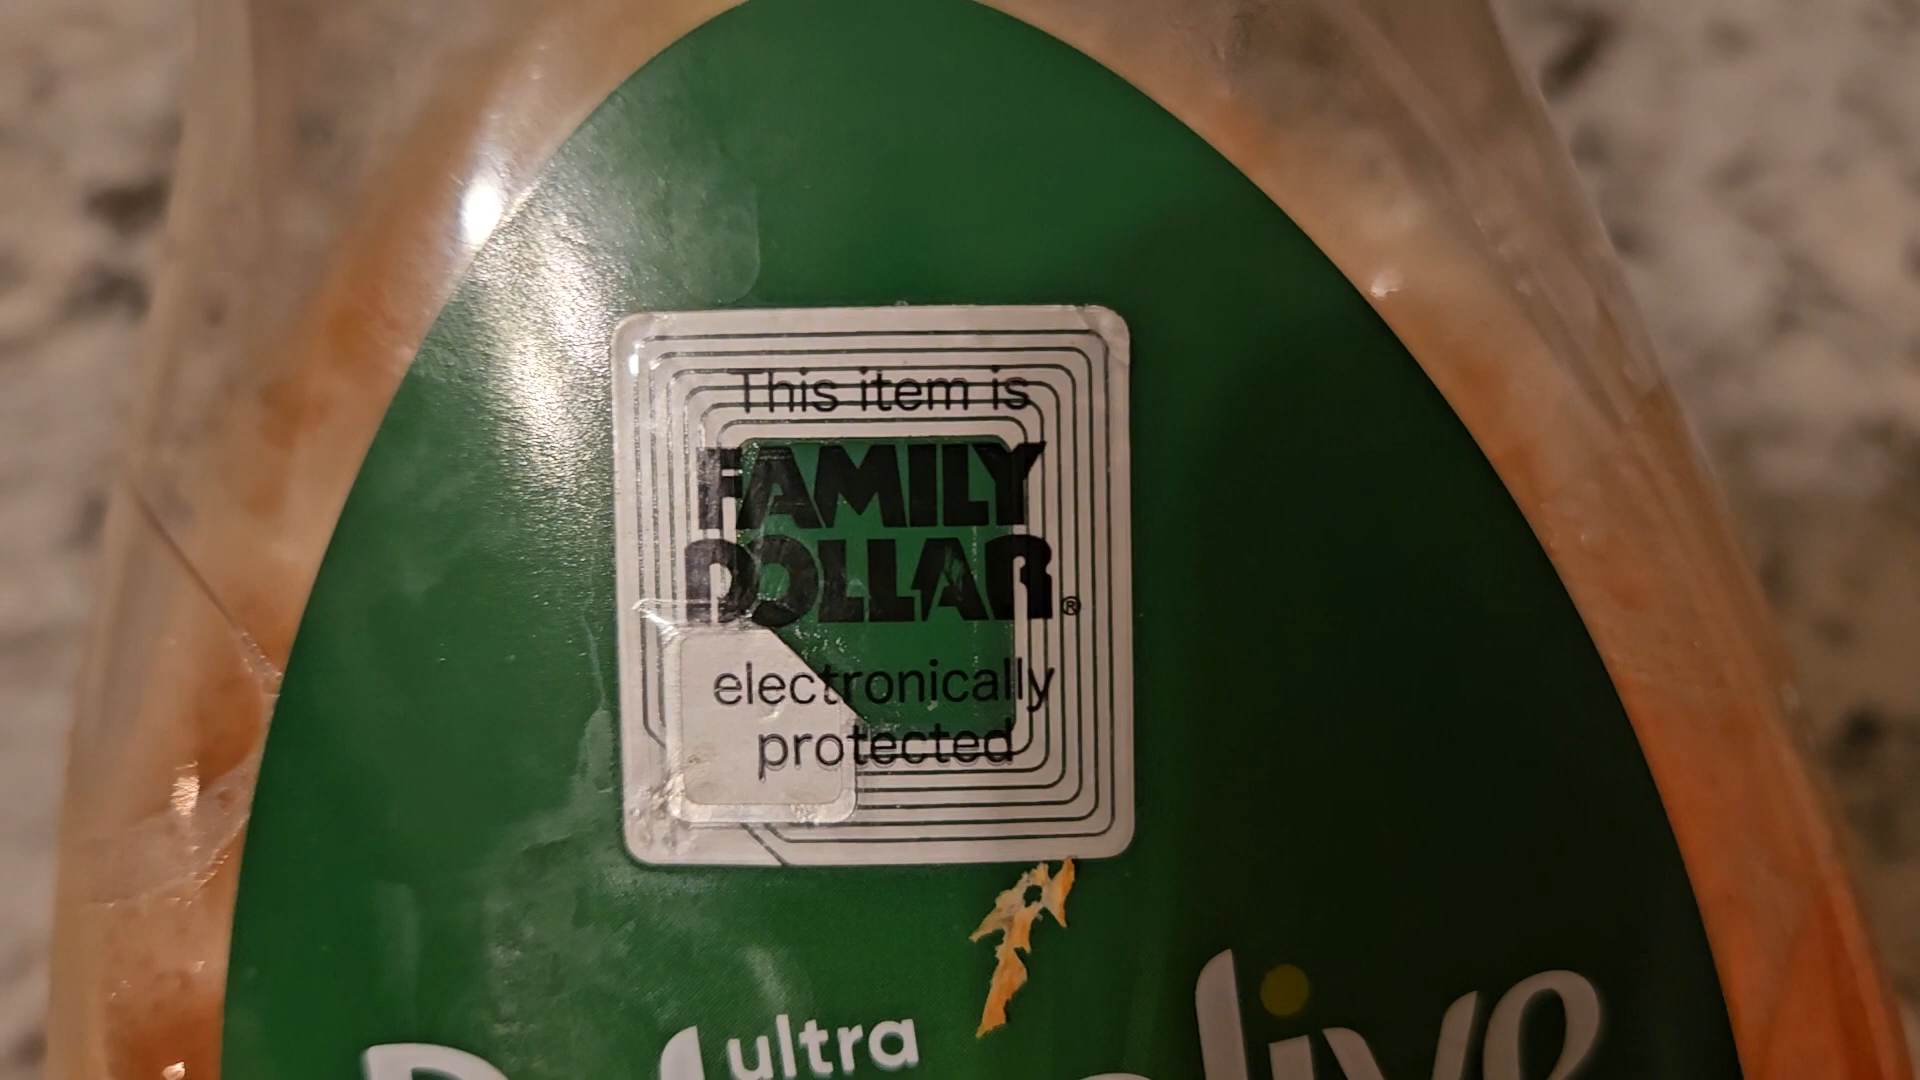 This item is
FAMILY
DOLLAR®
electronically
protected
ultra